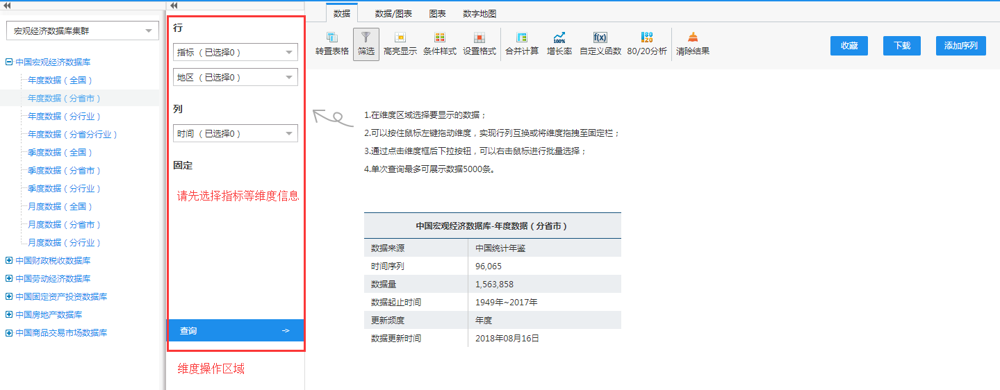 宏观经济数据库集群
中国宏观经济数据库
年度数据（全国）
年度数据（分省市）
年度数据（分行业）
年度数据（分省分行业）
季度数据（全国）
季度数据（分省市）
季度数据（分行业）
月度数据（全国）
月度数据（分省市）
月度数据（分行业）
中国财政税收数据库
中国劳动经济数据库
中国固定资产投资数据库
中国房地产数据库
中国商品交易市场数据库
行
指标（已选择0）
地区（已选择0）
列
时间（已选择0）
固定
请先选择指标等维度信息
查询
维度操作区域
数据 数据/图表 图表 数字地图
转置表格 筛选 高亮显示 条件样式 设置格式 合并计算 100% 增长率 f(x) 自定义函数 80 20 80/20分析 清除结果
收藏 下载 添加序列
1.在维度区域选择要显示的数据；
2.可以按住鼠标左键拖动维度，实现行列互换或将维度拖拽至固定栏；
3.通过点击维度框后下拉按钮，可以右击鼠标进行批量选择；
4.单次查询最多可展示数据5000条。
中国宏观经济数据库-年度数据（分省市）
数据来源 中国统计年鉴
时间序列 96,065
数据量 1,563,858
数据起止时间 1949年~2017年
更新频度 年度
数据更新时间 2018年08月16日